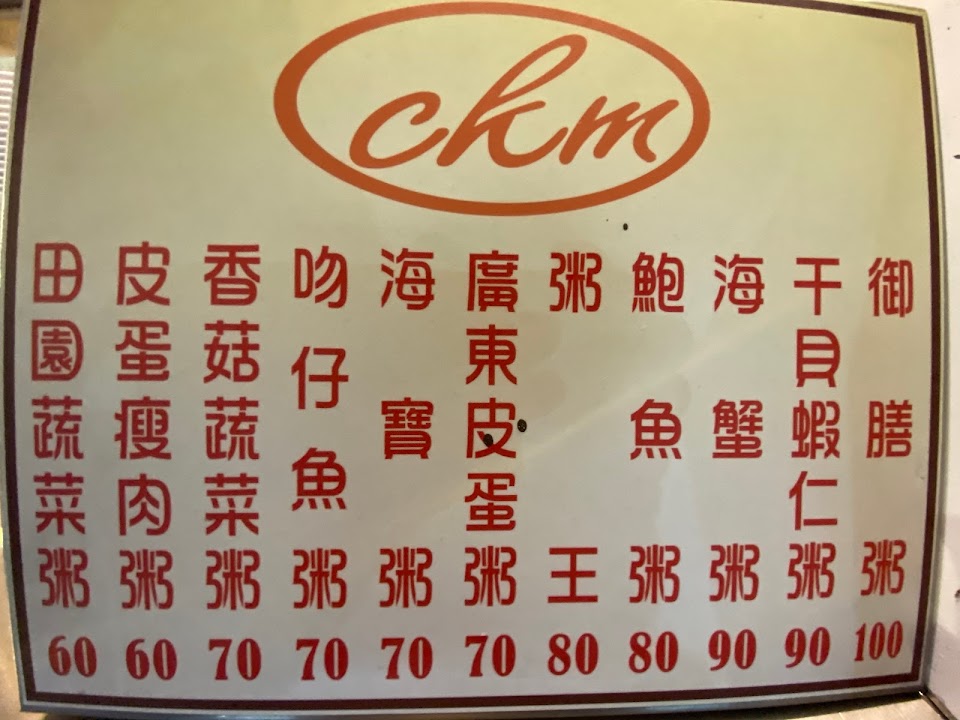 ckm
御膳粥 100
干貝蝦仁粥 90
海蟹粥 90
鮑魚粥 80
粥王 80
廣東皮蛋粥 70
海寶粥 70
吻仔魚粥 70
香菇蔬菜粥 70
皮蛋瘦肉粥 60
田園蔬菜粥 60